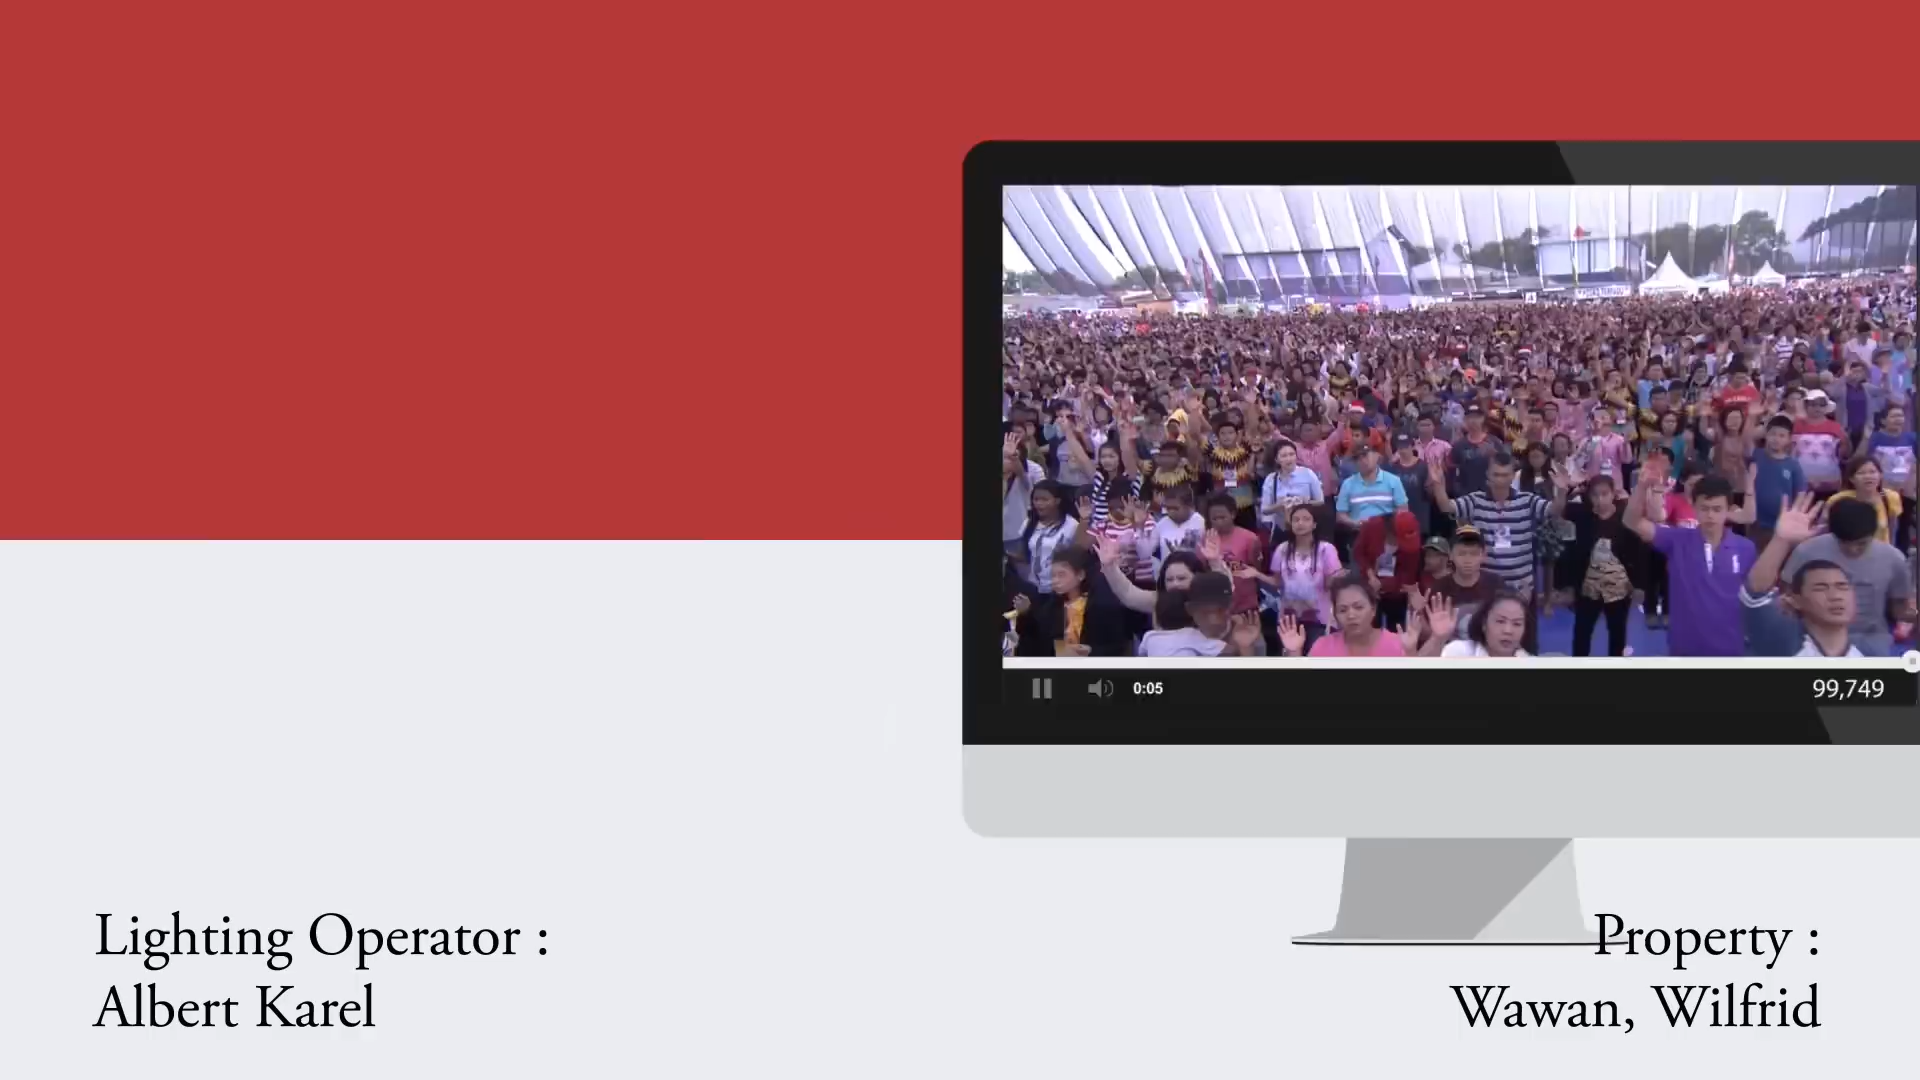 0:05
99,749
Lighting Operator :
Albert Karel
Property :
Wawan, Wilfrid